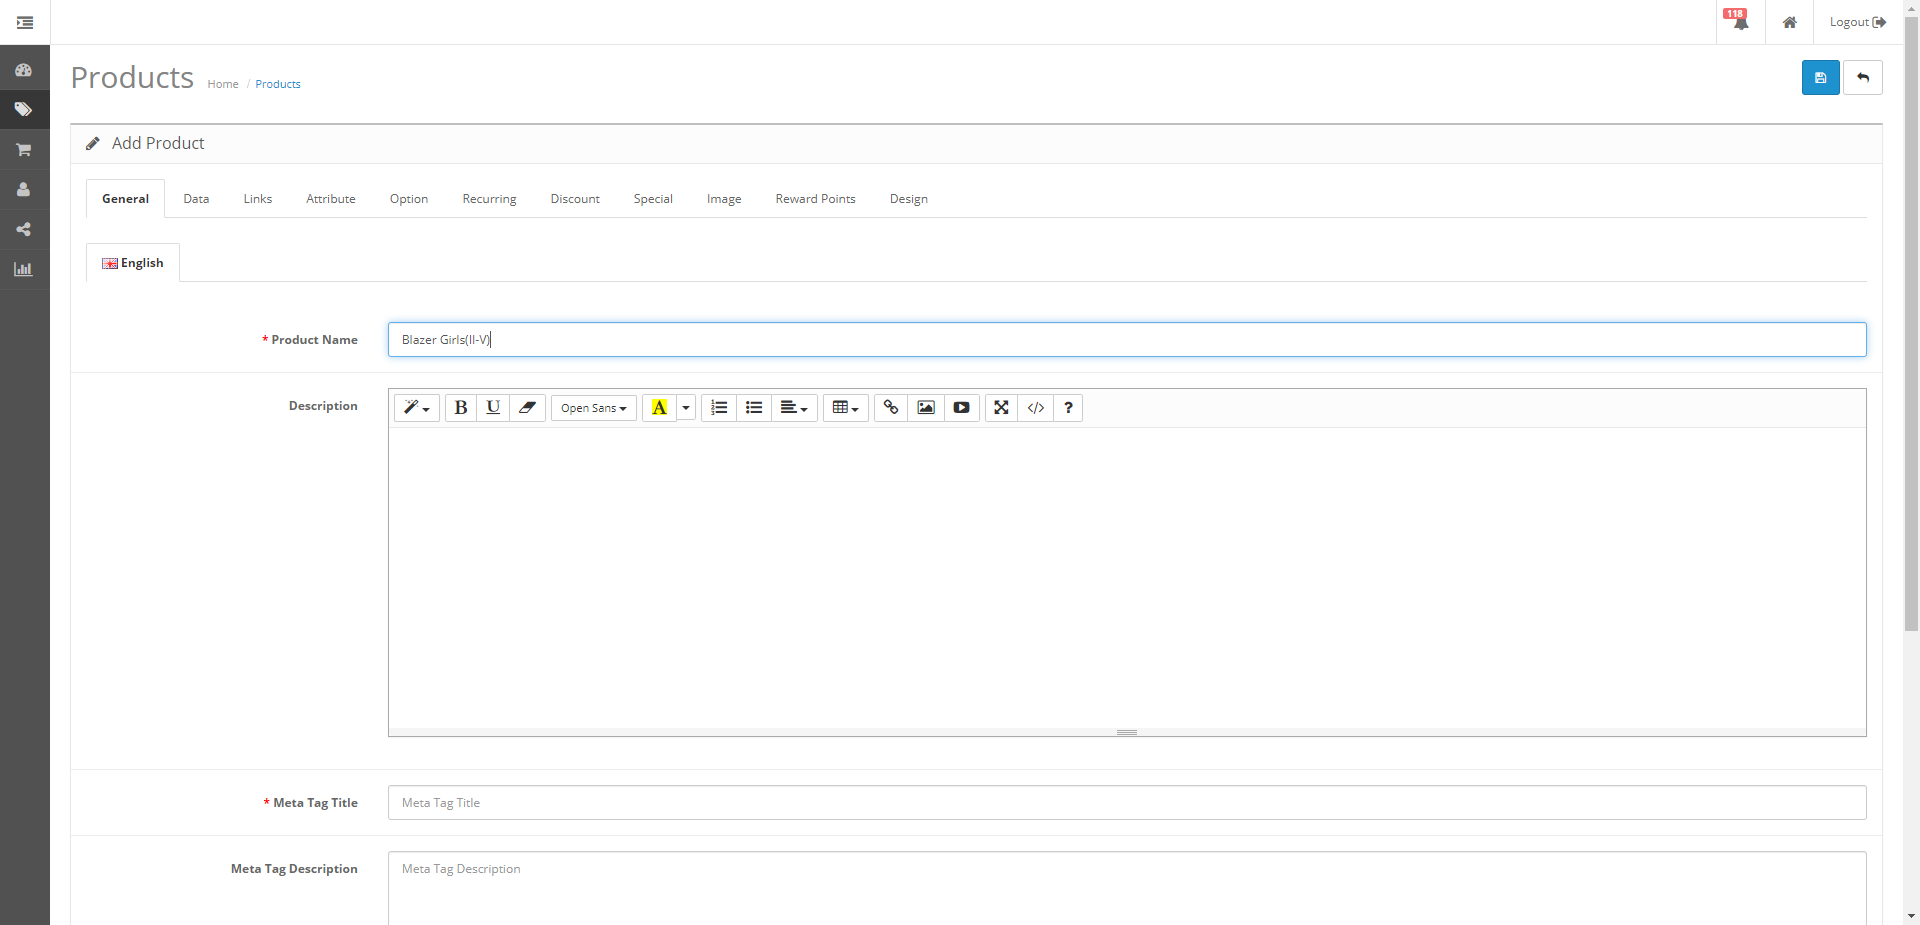 118
Logout
Products Home / Products
Add Product
General Data Links Attribute Option Recurring Discount Special Image Reward Points Design
English
* Product Name Blazer Girls(II-V)
Description B U Open Sans A </> ?
* Meta Tag Title Meta Tag Title
Meta Tag Description Meta Tag Description